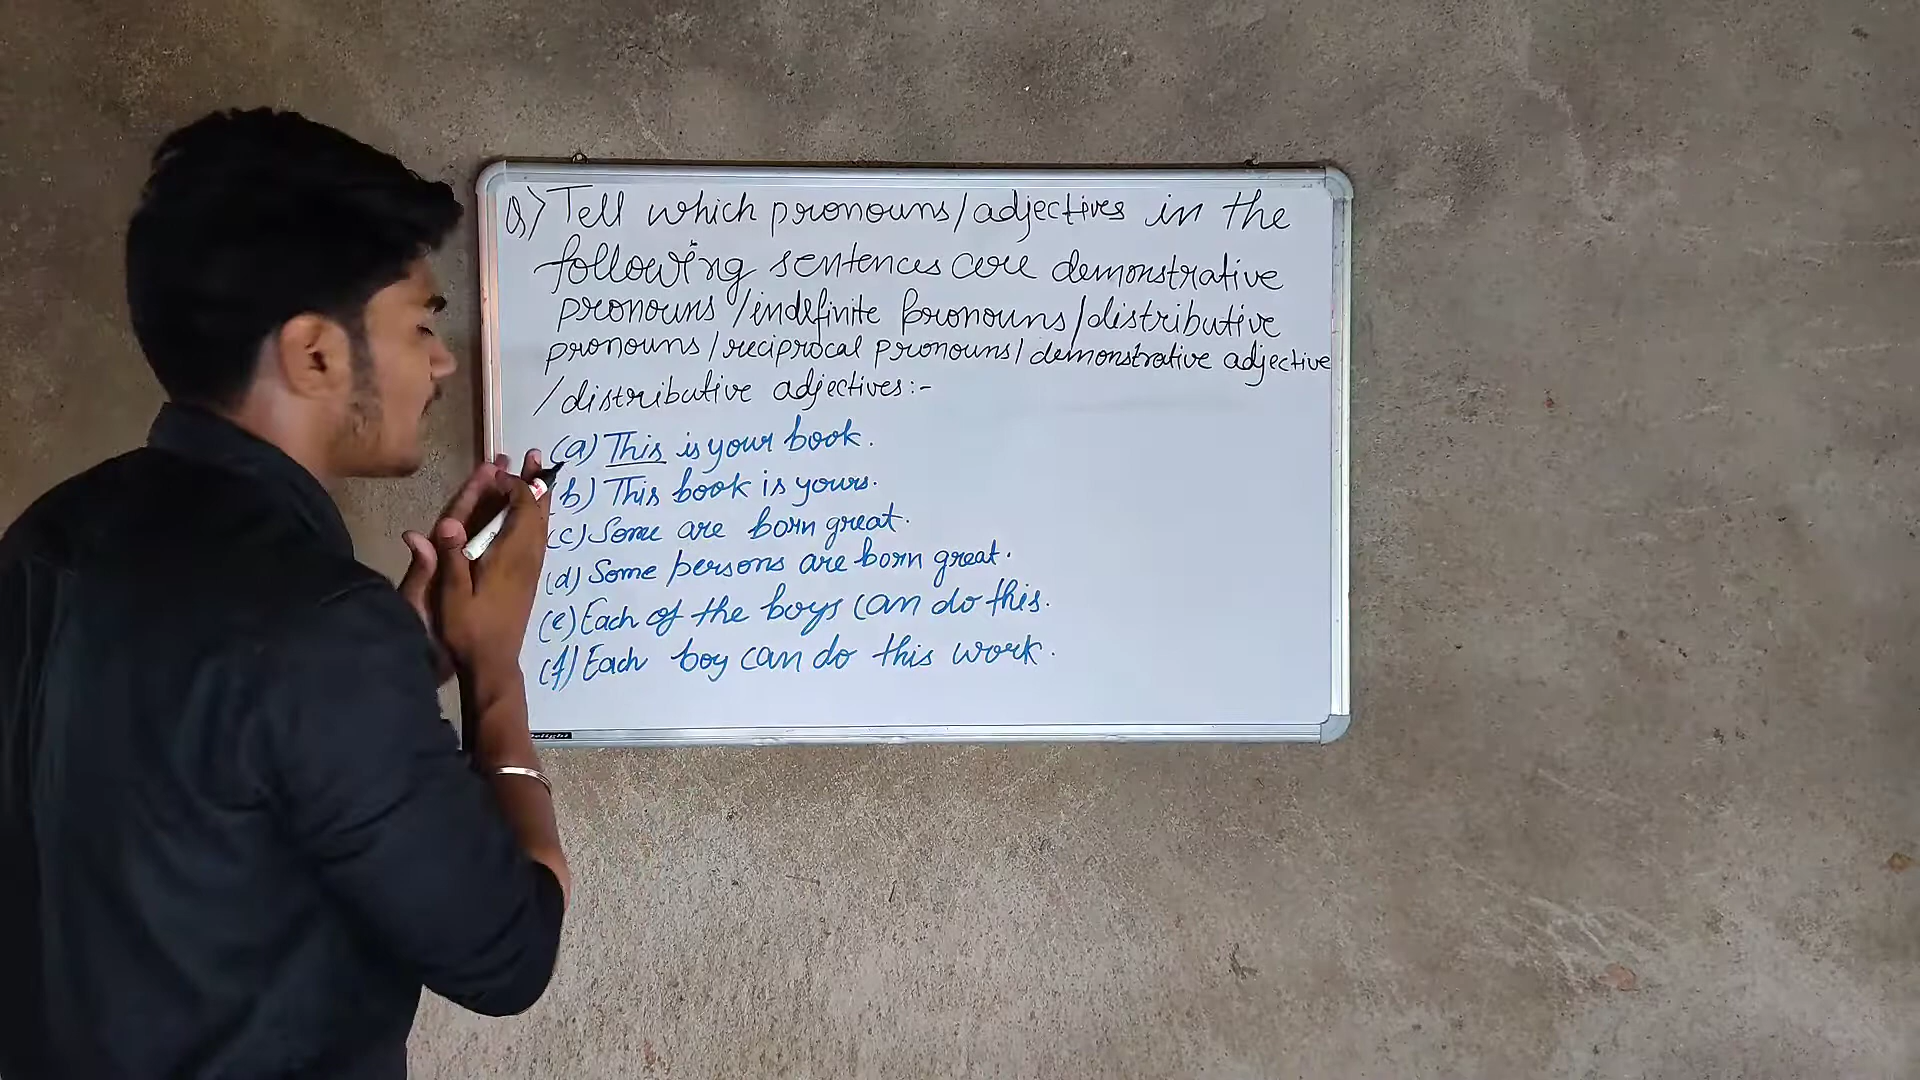 Q) Tell which pronouns/adjectives in the
following sentences are demonstrative
pronouns/indefinite pronouns/distributive
pronouns/reciprocal pronouns/demonstrative adjective
/distributive adjectives:-
(a) This is your book.
(b) This book is yours.
(c) Some are born great.
(d) Some persons are born great.
(e) Each of the boys can do this.
(f) Each boy can do this work.